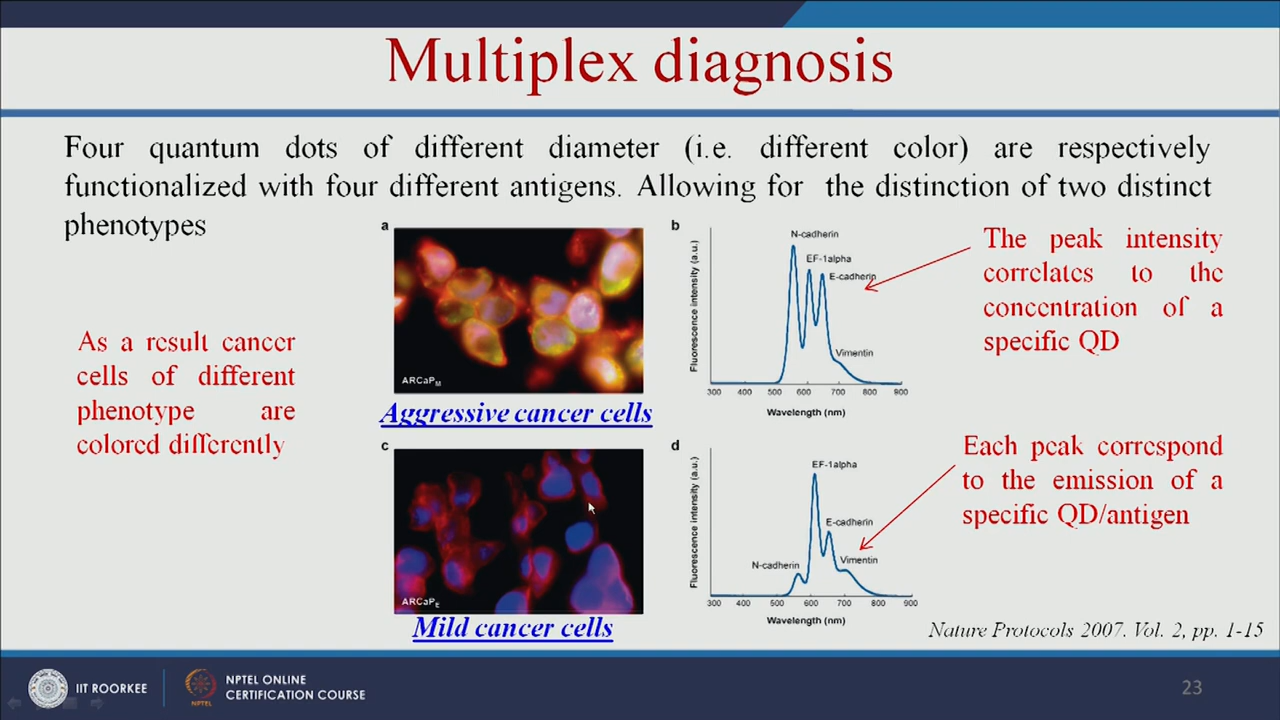 Multiplex diagnosis
Four quantum dots of different diameter (i.e. different color) are respectively
functionalized with four different antigens. Allowing for the distinction of two distinct
phenotypes
As a result cancer
cells of different
phenotype are
colored differently
a
ARCaPM
Aggressive cancer cells
b
Fluorescence intensity (a.u.)
N-cadherin
EF-1alpha
E-cadherin
Vimentin
300 400 500 600 700 800 900
Wavelength (nm)
The peak intensity
correlates to the
concentration of a
specific QD
c
ARCaPE
Mild cancer cells
d
Fluorescence intensity (a.u.)
EF-1alpha
E-cadherin
Vimentin
N-cadherin
300 400 500 600 700 800 900
Wavelength (nm)
Each peak correspond
to the emission of a
specific QD/antigen
Nature Protocols 2007. Vol. 2, pp. 1-15
IIT ROORKEE
NPTEL
NPTEL ONLINE
CERTIFICATION COURSE
23